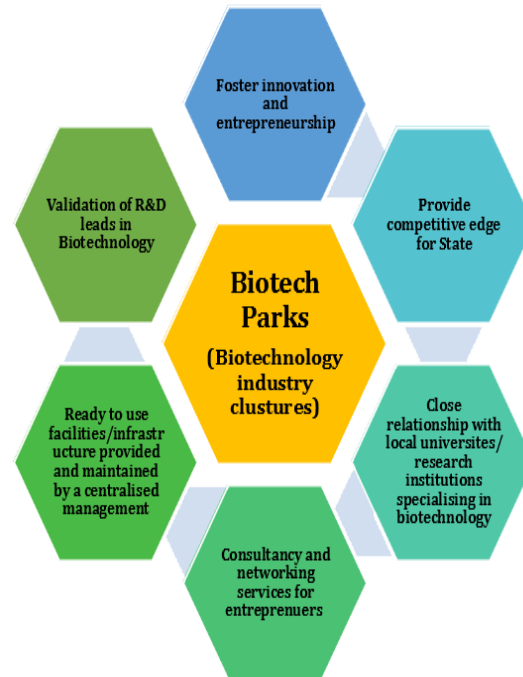 Foster innovation
and
entrepreneurship
Provide
competitive edge
for State
Close
relationship with
local universites/
research
institutions
specialising in
biotechnology
Consultancy and
networking
services for
entreprenuers
Ready to use
facilities/infrastr
ucture provided
and maintained
by a centralised
management
Validation of R&D
leads in
Biotechnology
Biotech
Parks
(Biotechnology
industry
clustures)